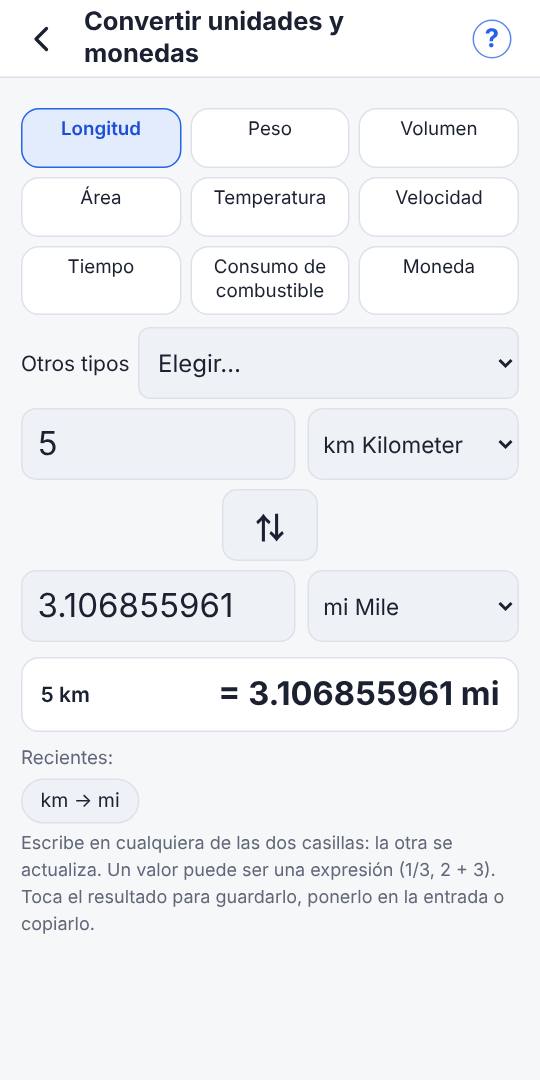 Convertir unidades y
monedas
?
Longitud
Peso
Volumen
Área
Temperatura
Velocidad
Tiempo
Consumo de
combustible
Moneda
Otros tipos
Elegir...
5
km Kilometer
3.106855961
mi Mile
5 km
= 3.106855961 mi
Recientes:
km → mi
Escribe en cualquiera de las dos casillas: la otra se
actualiza. Un valor puede ser una expresión (1/3, 2 + 3).
Toca el resultado para guardarlo, ponerlo en la entrada o
copiarlo.